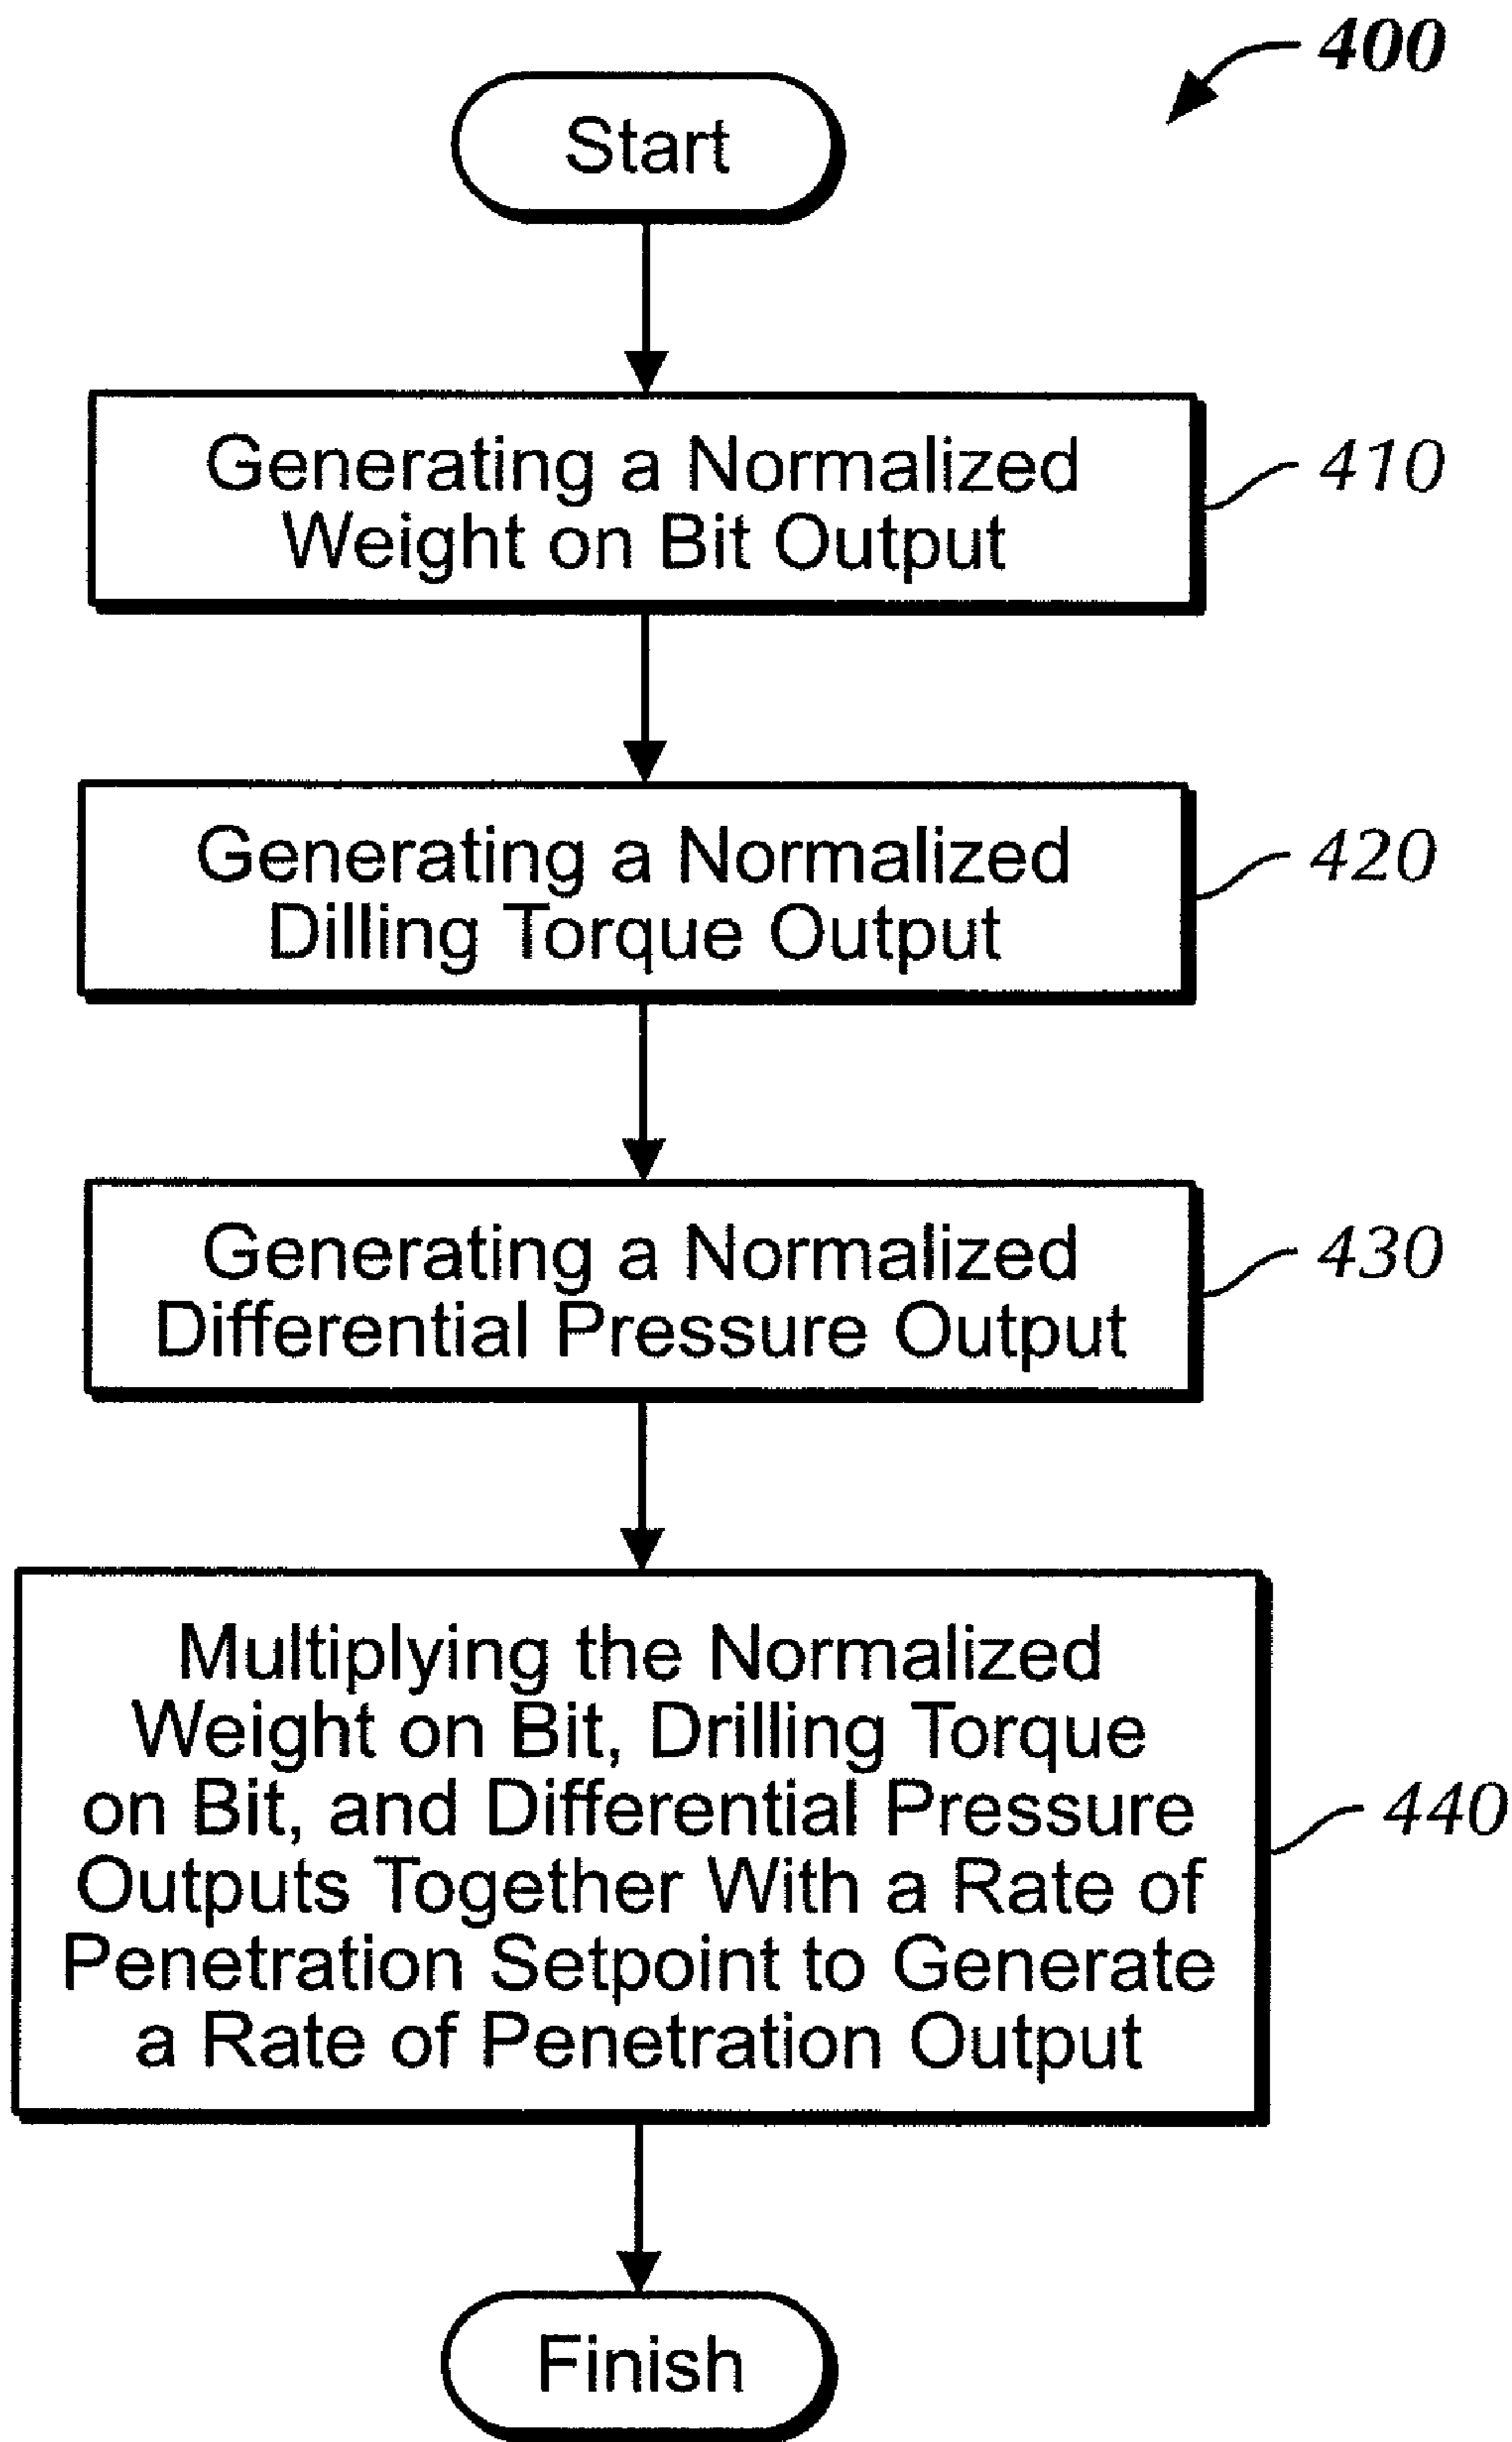 400
Start
Generating a Normalized
Weight on Bit Output
410
Generating a Normalized
Dilling Torque Output
420
Generating a Normalized
Differential Pressure Output
430
Multiplying the Normalized
Weight on Bit, Drilling Torque
on Bit, and Differential Pressure
Outputs Together With a Rate of
Penetration Setpoint to Generate
a Rate of Penetration Output
440
Finish